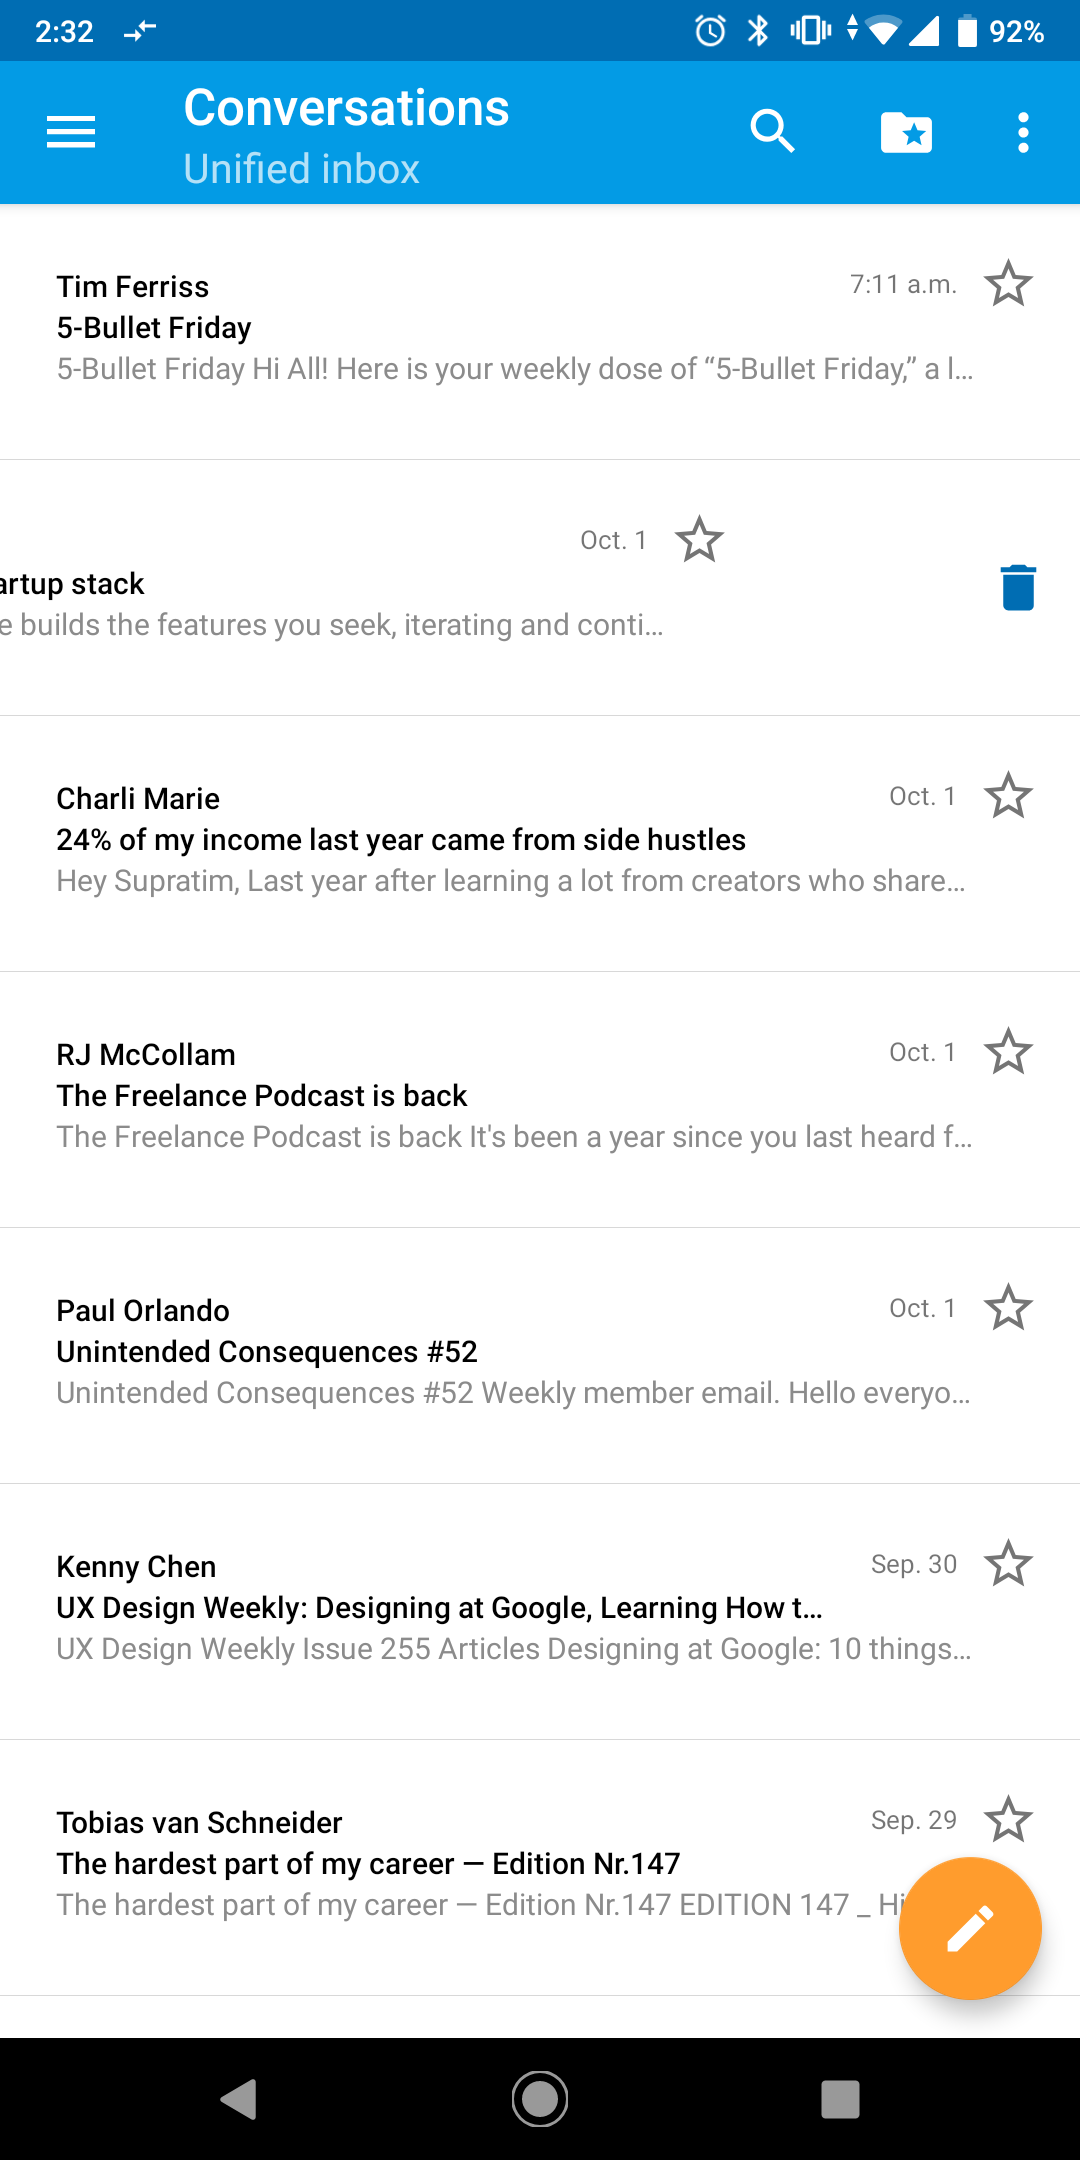 2:32
92%
Conversations
Unified inbox
Tim Ferriss
7:11 a.m.
5-Bullet Friday
5-Bullet Friday Hi All! Here is your weekly dose of “5-Bullet Friday,” a l…
Oct. 1
artup stack
e builds the features you seek, iterating and conti…
Charli Marie
Oct. 1
24% of my income last year came from side hustles
Hey Supratim, Last year after learning a lot from creators who share…
RJ McCollam
Oct. 1
The Freelance Podcast is back
The Freelance Podcast is back It's been a year since you last heard f…
Paul Orlando
Oct. 1
Unintended Consequences #52
Unintended Consequences #52 Weekly member email. Hello everyo…
Kenny Chen
Sep. 30
UX Design Weekly: Designing at Google, Learning How t…
UX Design Weekly Issue 255 Articles Designing at Google: 10 things…
Tobias van Schneider
Sep. 29
The hardest part of my career — Edition Nr.147
The hardest part of my career — Edition Nr.147 EDITION 147 _ Hi